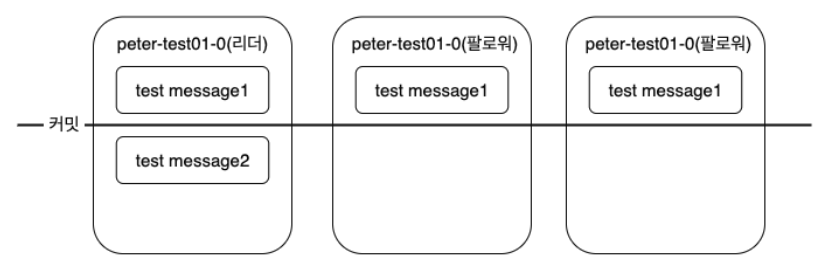 peter-test01-0(리더)
peter-test01-0(팔로워)
peter-test01-0(팔로워)
test message1
test message1
test message1
커밋
test message2